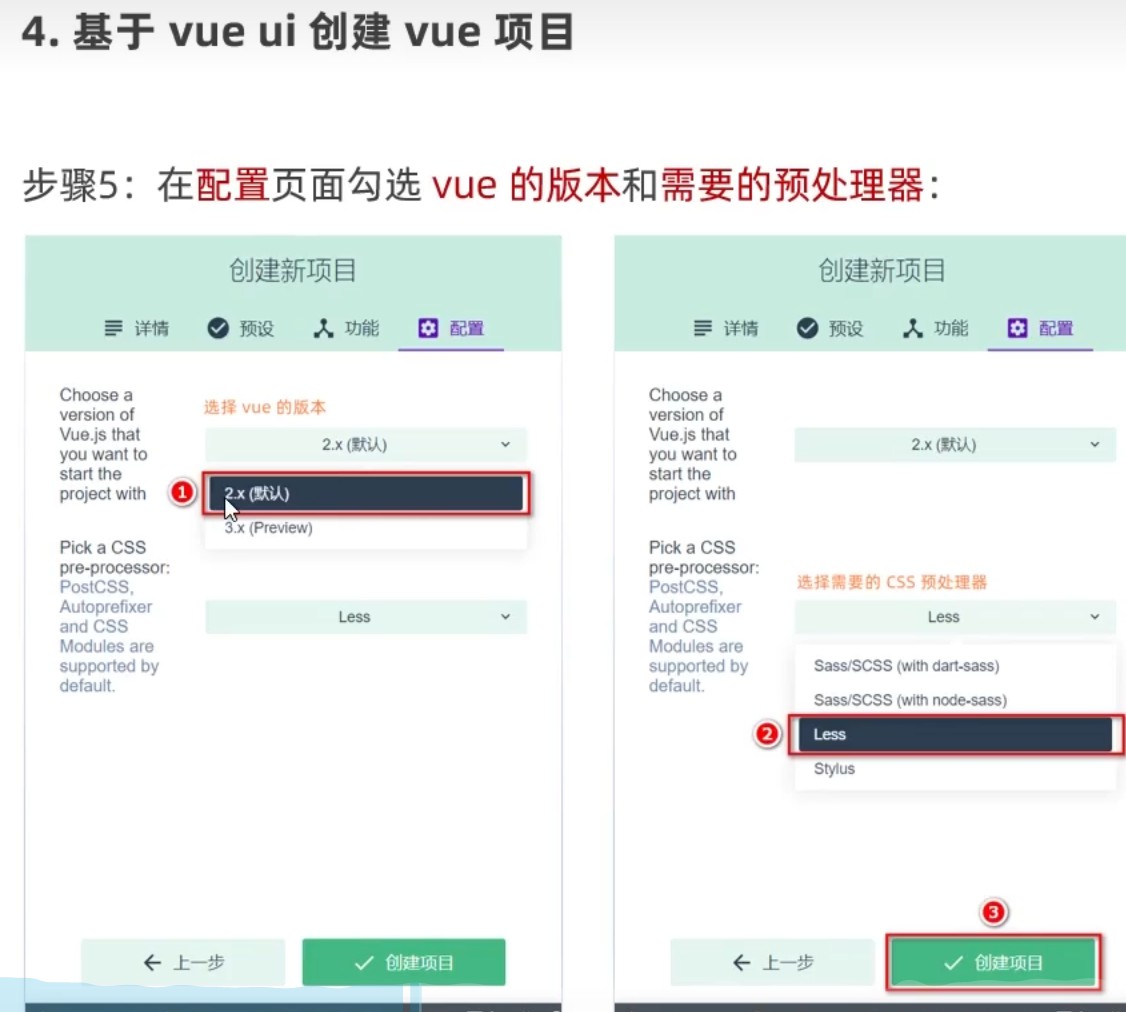 4. 基于 vue ui 创建 vue 项目
步骤5：在配置页面勾选 vue 的版本和需要的预处理器：
创建新项目
详情 预设 功能 配置
Choose a
version of
Vue.js that
you want to
start the
project with
选择 vue 的版本
2.x (默认)
1
2.x (默认)
3.x (Preview)
Pick a CSS
pre-processor:
PostCSS,
Autoprefixer
and CSS
Modules are
supported by
default.
Less
上一步
创建项目
创建新项目
详情 预设 功能 配置
Choose a
version of
Vue.js that
you want to
start the
project with
2.x (默认)
Pick a CSS
pre-processor:
PostCSS,
Autoprefixer
and CSS
Modules are
supported by
default.
选择需要的 CSS 预处理器
Less
Sass/SCSS (with dart-sass)
Sass/SCSS (with node-sass)
2
Less
Stylus
3
上一步
创建项目